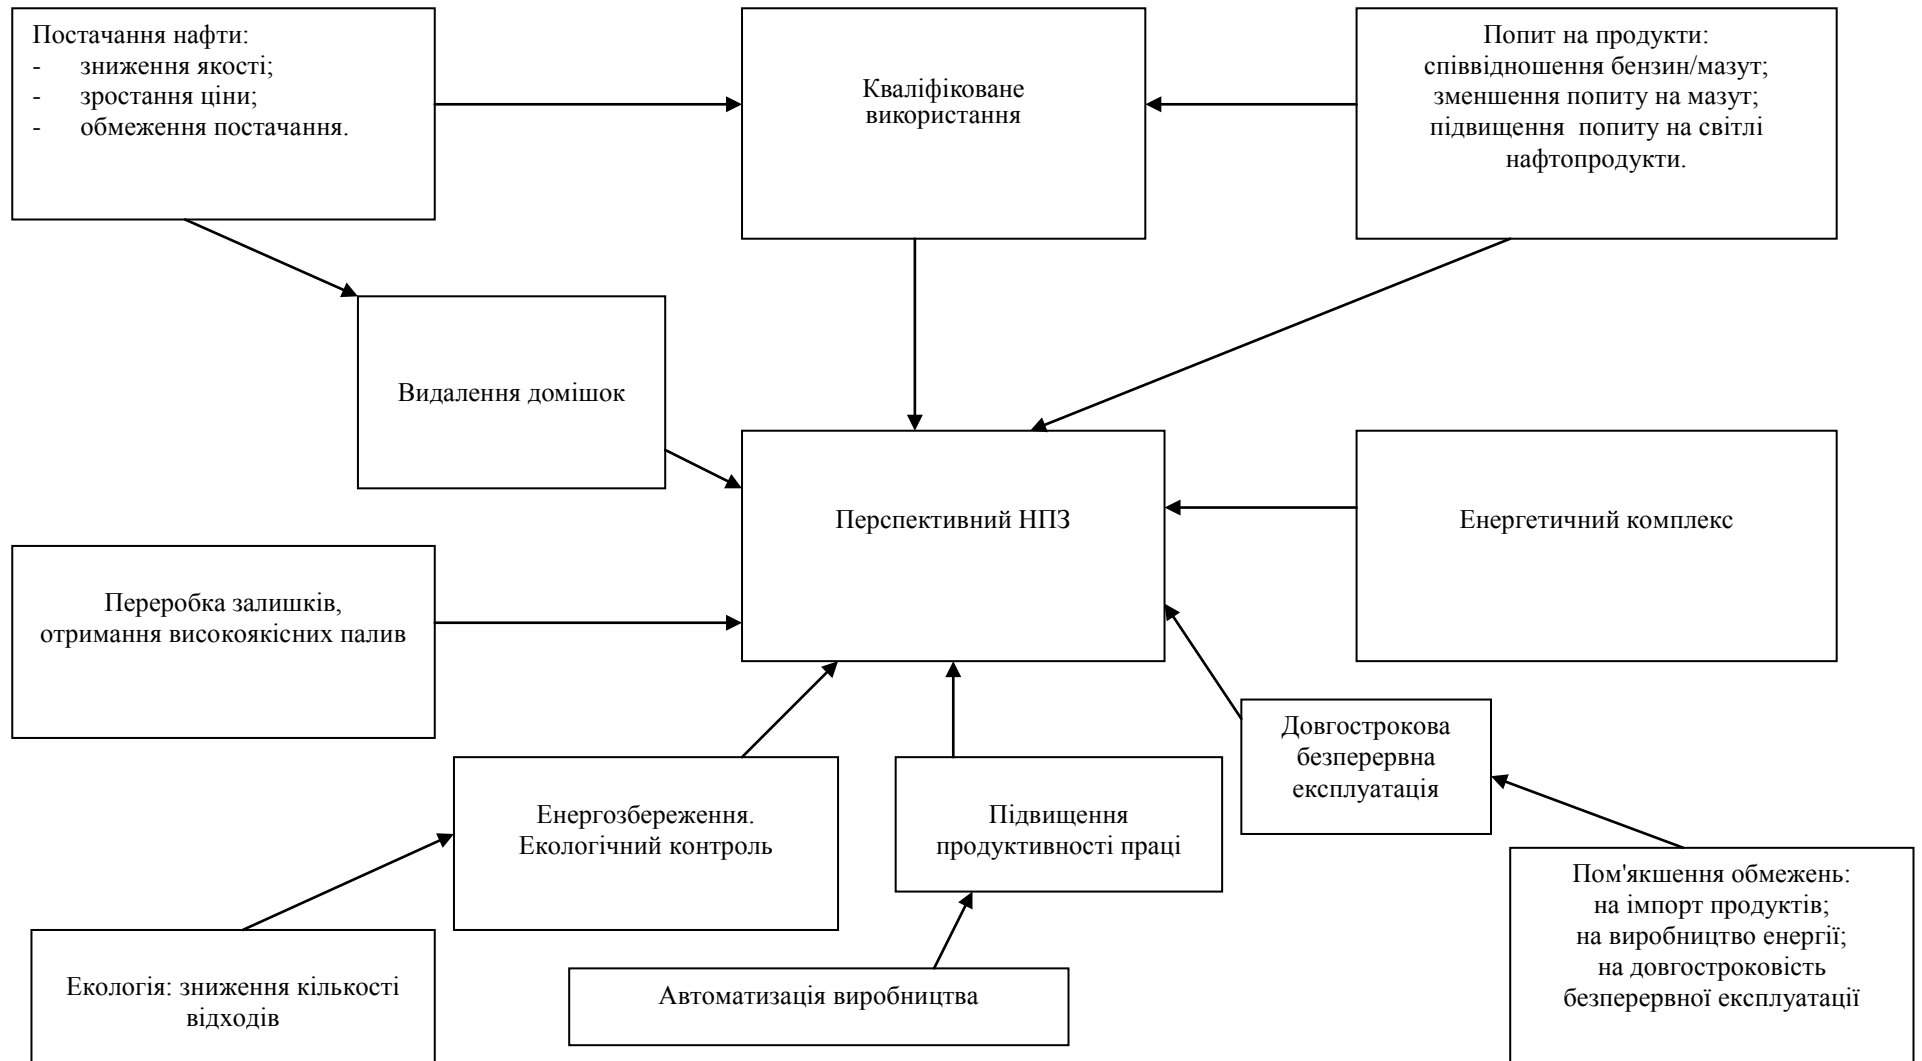 Постачання нафти:
- зниження якості;
- зростання ціни;
- обмеження постачання.
Кваліфіковане
використання
Попит на продукти:
співвідношення бензин/мазут;
зменшення попиту на мазут;
підвищення попиту на світлі
нафтопродукти.
Видалення домішок
Перспективний НПЗ
Енергетичний комплекс
Переробка залишків,
отримання високоякісних палив
Довгострокова
безперервна
експлуатація
Енергозбереження.
Екологічний контроль
Підвищення
продуктивності праці
Пом'якшення обмежень:
на імпорт продуктів;
на виробництво енергії;
на довгостроковість
безперервної експлуатації
Екологія: зниження кількості
відходів
Автоматизація виробництва